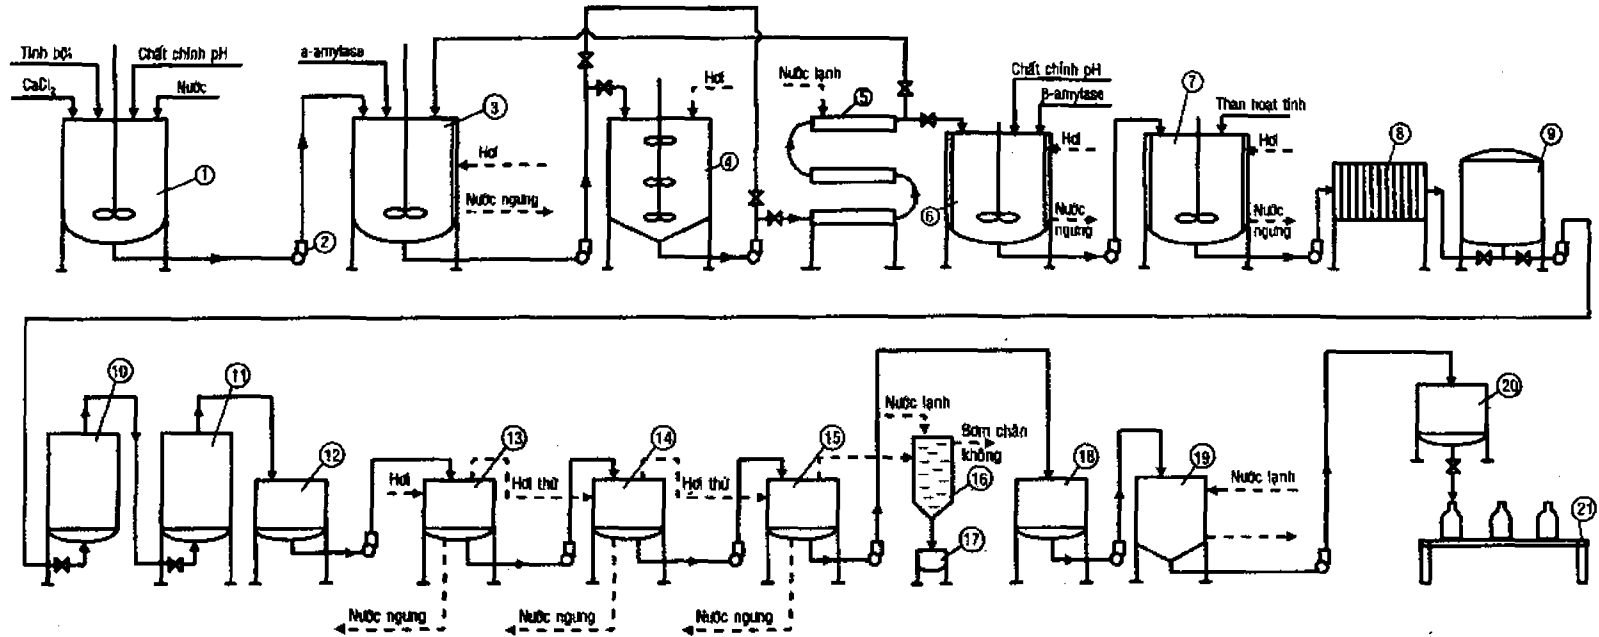 Tinh bột
Chất chỉnh pH
CaCl₂
Nước
1
2
a-amylase
3
Hơi
Nước ngưng
Hơi
4
Nước lạnh
5
Chất chỉnh pH
β-amylase
Hơi
6
Nước
ngưng
7
Than hoạt tính
Hơi
Nước
ngưng
8
9
10
11
12
Hơi
13
Hơi thứ
14
Hơi thứ
15
Nước lạnh
Bơm chân
không
16
17
18
19
Nước lạnh
20
21
Nước ngưng
Nước ngưng
Nước ngưng